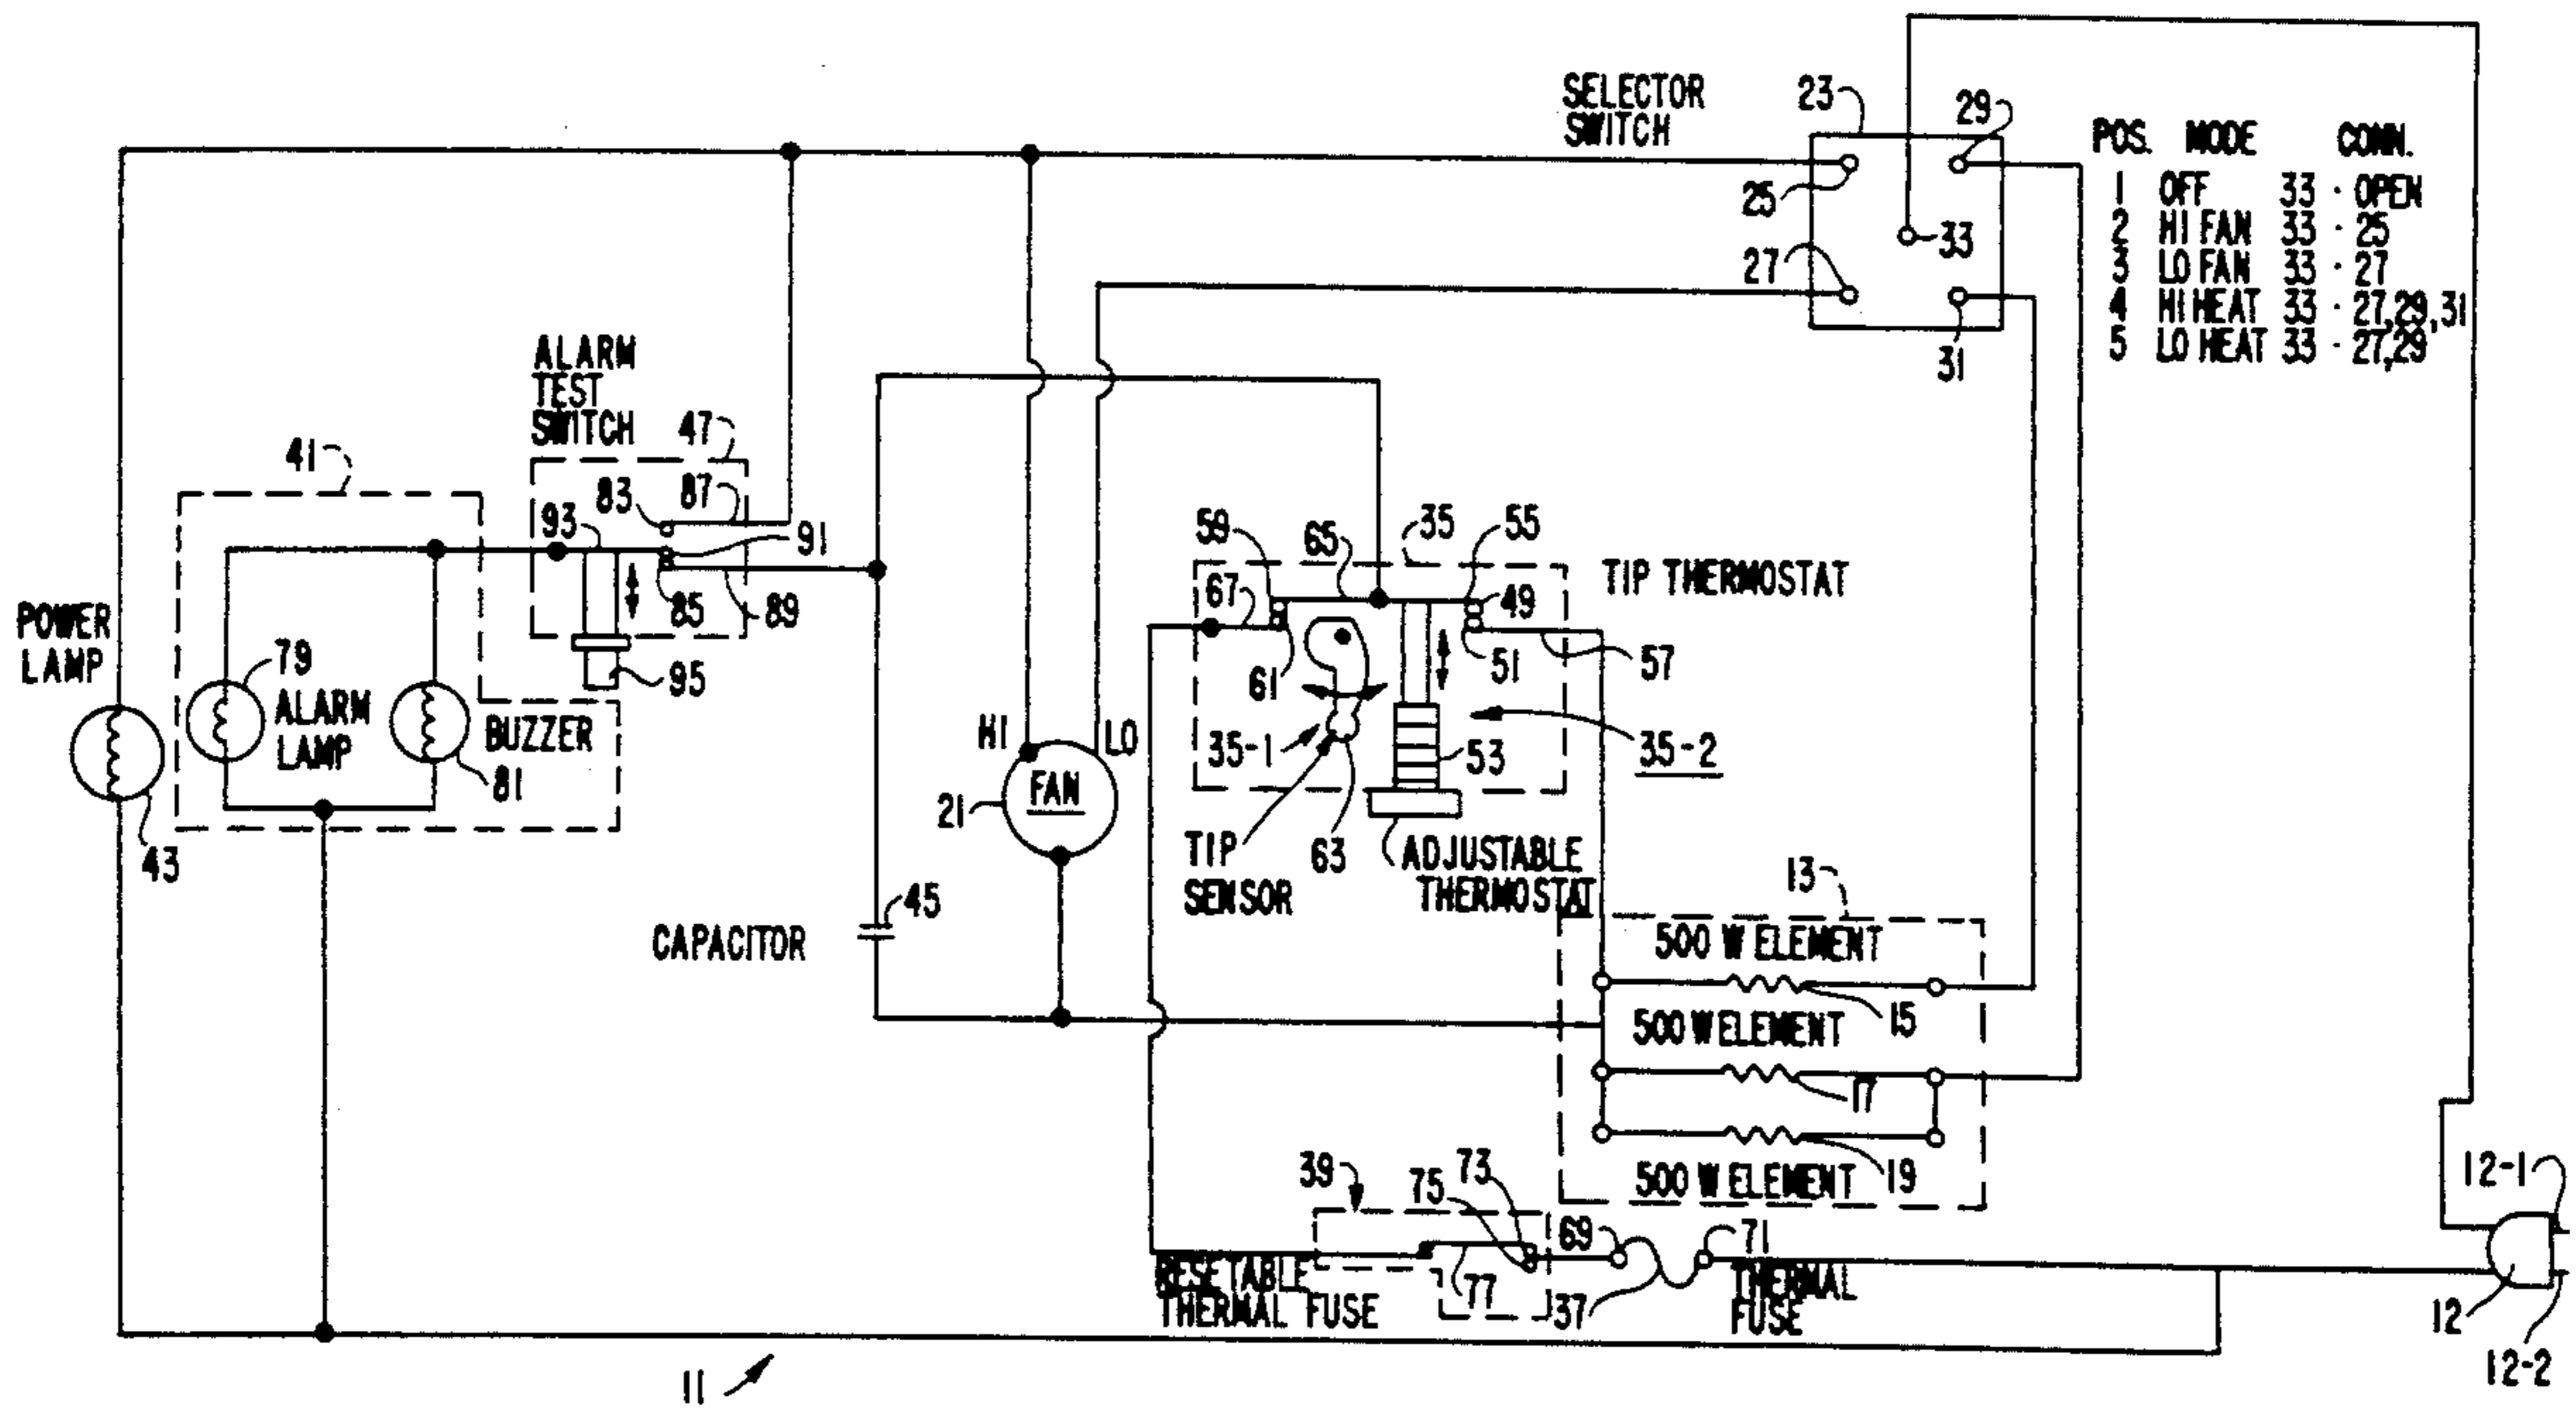 SELECTOR
SWITCH
23
29
25
33
27
31
POS. MODE CONN.
1 OFF 33 · OPEN
2 HI FAN 33 · 25
3 LO FAN 33 · 27
4 HI HEAT 33 · 27,29,31
5 LO HEAT 33 · 27,29
ALARM
TEST
SWITCH
47
41
83
87
93
91
85
89
95
POWER
LAMP
79
ALARM
LAMP
BUZZER
81
43
HI
LO
FAN
21
CAPACITOR
45
59
65
35
55
67
49
61
51
57
TIP THERMOSTAT
35-1
53
35-2
TIP
SENSOR
63
ADJUSTABLE
THERMOSTAT
13
500 W ELEMENT
15
500 W ELEMENT
17
19
500 W ELEMENT
39
75
73
69
71
77
37
RESETABLE
THERMAL FUSE
THERMAL
FUSE
12-1
12
12-2
11